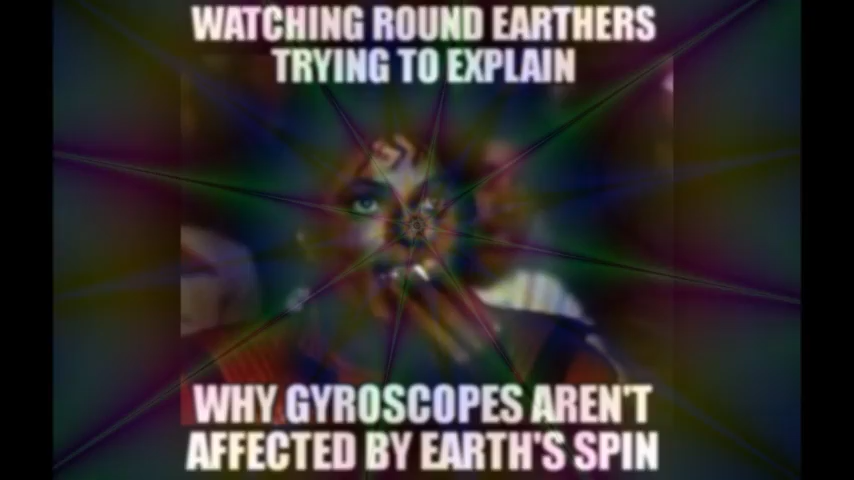 WATCHING ROUND EARTHERS
TRYING TO EXPLAIN
WHY GYROSCOPES AREN'T
AFFECTED BY EARTH'S SPIN